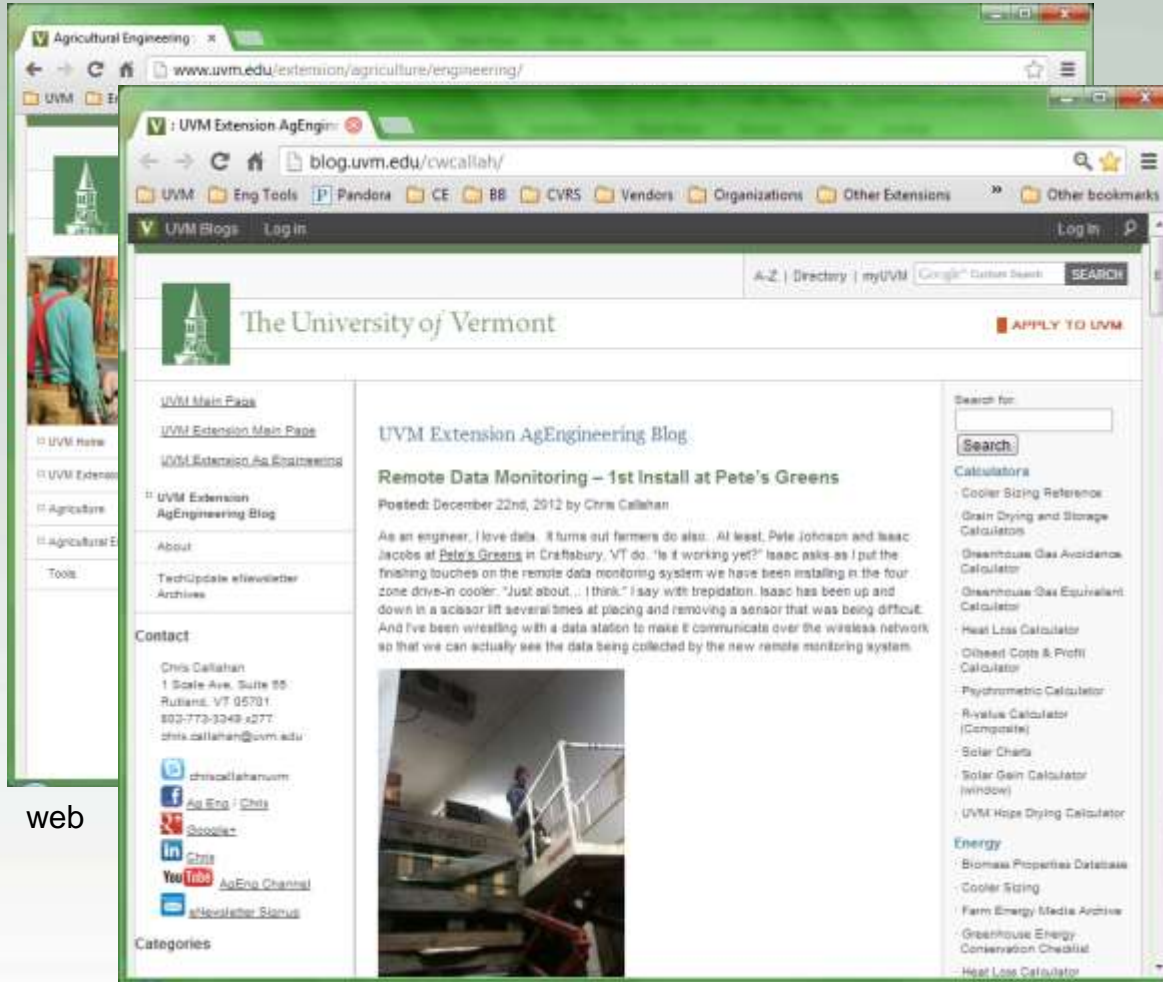 Agricultural Engineering :
www.uvm.edu/extension/agriculture/engineering/
UVM
UVM Home
UVM Extension
Agriculture
Agricultural E
Tools
web
: UVM Extension AgEngine
blog.uvm.edu/cwcallah/
UVM Eng Tools Pandora CE BB CVRS Vendors Organizations Other Extensions » Other bookmarks
UVM Blogs Log in Log in
A-Z | Directory | myUVM Google™ Custom Search SEARCH
The University of Vermont
APPLY TO UVM
UVM Main Page
UVM Extension Main Page
UVM Extension Ag Engineering
UVM Extension
AgEngineering Blog
About
TechUpdate eNewsletter
Archives
Contact
Chris Callahan
1 Scale Ave, Suite 55
Rutland, VT 05701
802-773-3349 x277
chris.callahan@uvm.edu
chriscallahanuvm
Ag Eng / Chris
Google+
Chris
YouTube AgEng Channel
eNewsletter Signup
Categories
UVM Extension AgEngineering Blog
Remote Data Monitoring – 1st Install at Pete's Greens
Posted: December 22nd, 2012 by Chris Callahan
As an engineer, I love data. It turns out farmers do also. At least, Pete Johnson and Isaac
Jacobs at Pete's Greens in Craftsbury, VT do. "Is it working yet?" Isaac asks as I put the
finishing touches on the remote data monitoring system we have been installing in the four
zone drive-in cooler. "Just about... I think." I say with trepidation. Isaac has been up and
down in a scissor lift several times at placing and removing a sensor that was being difficult.
And I've been wrestling with a data station to make it communicate over the wireless network
so that we can actually see the data being collected by the new remote monitoring system.
Search for:
Search
Calculators
Cooler Sizing Reference
Grain Drying and Storage
Calculators
Greenhouse Gas Avoidance
Calculator
Greenhouse Gas Equivalent
Calculator
Heat Loss Calculator
Oilseed Costs & Profit
Calculator
Psychrometric Calculator
R-value Calculator
(Composite)
Solar Charts
Solar Gain Calculator
(window)
UVM Hops Drying Calculator
Energy
Biomass Properties Database
Cooler Sizing
Farm Energy Media Archive
Greenhouse Energy
Conservation Checklist
Heat Loss Calculator